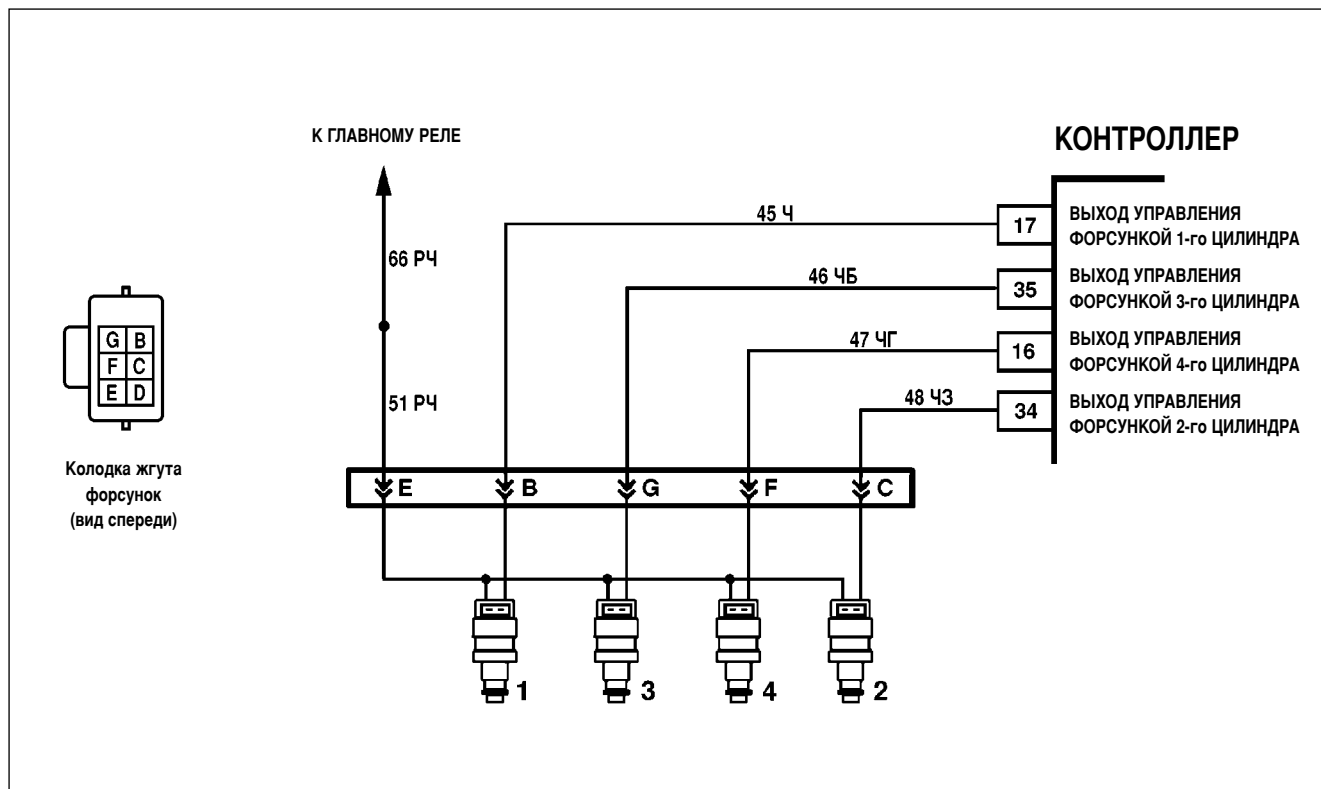 К ГЛАВНОМУ РЕЛЕ
КОНТРОЛЛЕР
66 РЧ
51 РЧ
45 Ч
17
ВЫХОД УПРАВЛЕНИЯ
ФОРСУНКОЙ 1-го ЦИЛИНДРА
46 ЧБ
35
ВЫХОД УПРАВЛЕНИЯ
ФОРСУНКОЙ 3-го ЦИЛИНДРА
47 ЧГ
16
ВЫХОД УПРАВЛЕНИЯ
ФОРСУНКОЙ 4-го ЦИЛИНДРА
48 ЧЗ
34
ВЫХОД УПРАВЛЕНИЯ
ФОРСУНКОЙ 2-го ЦИЛИНДРА
G B
F C
E D
Колодка жгута
форсунок
(вид спереди)
E B G F C
1 3 4 2